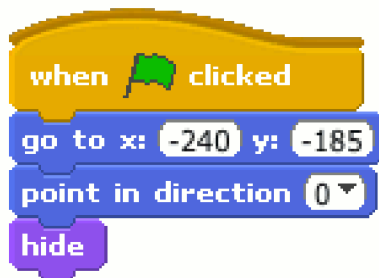 when clicked
go to x: -240 y: -185
point in direction 0
hide